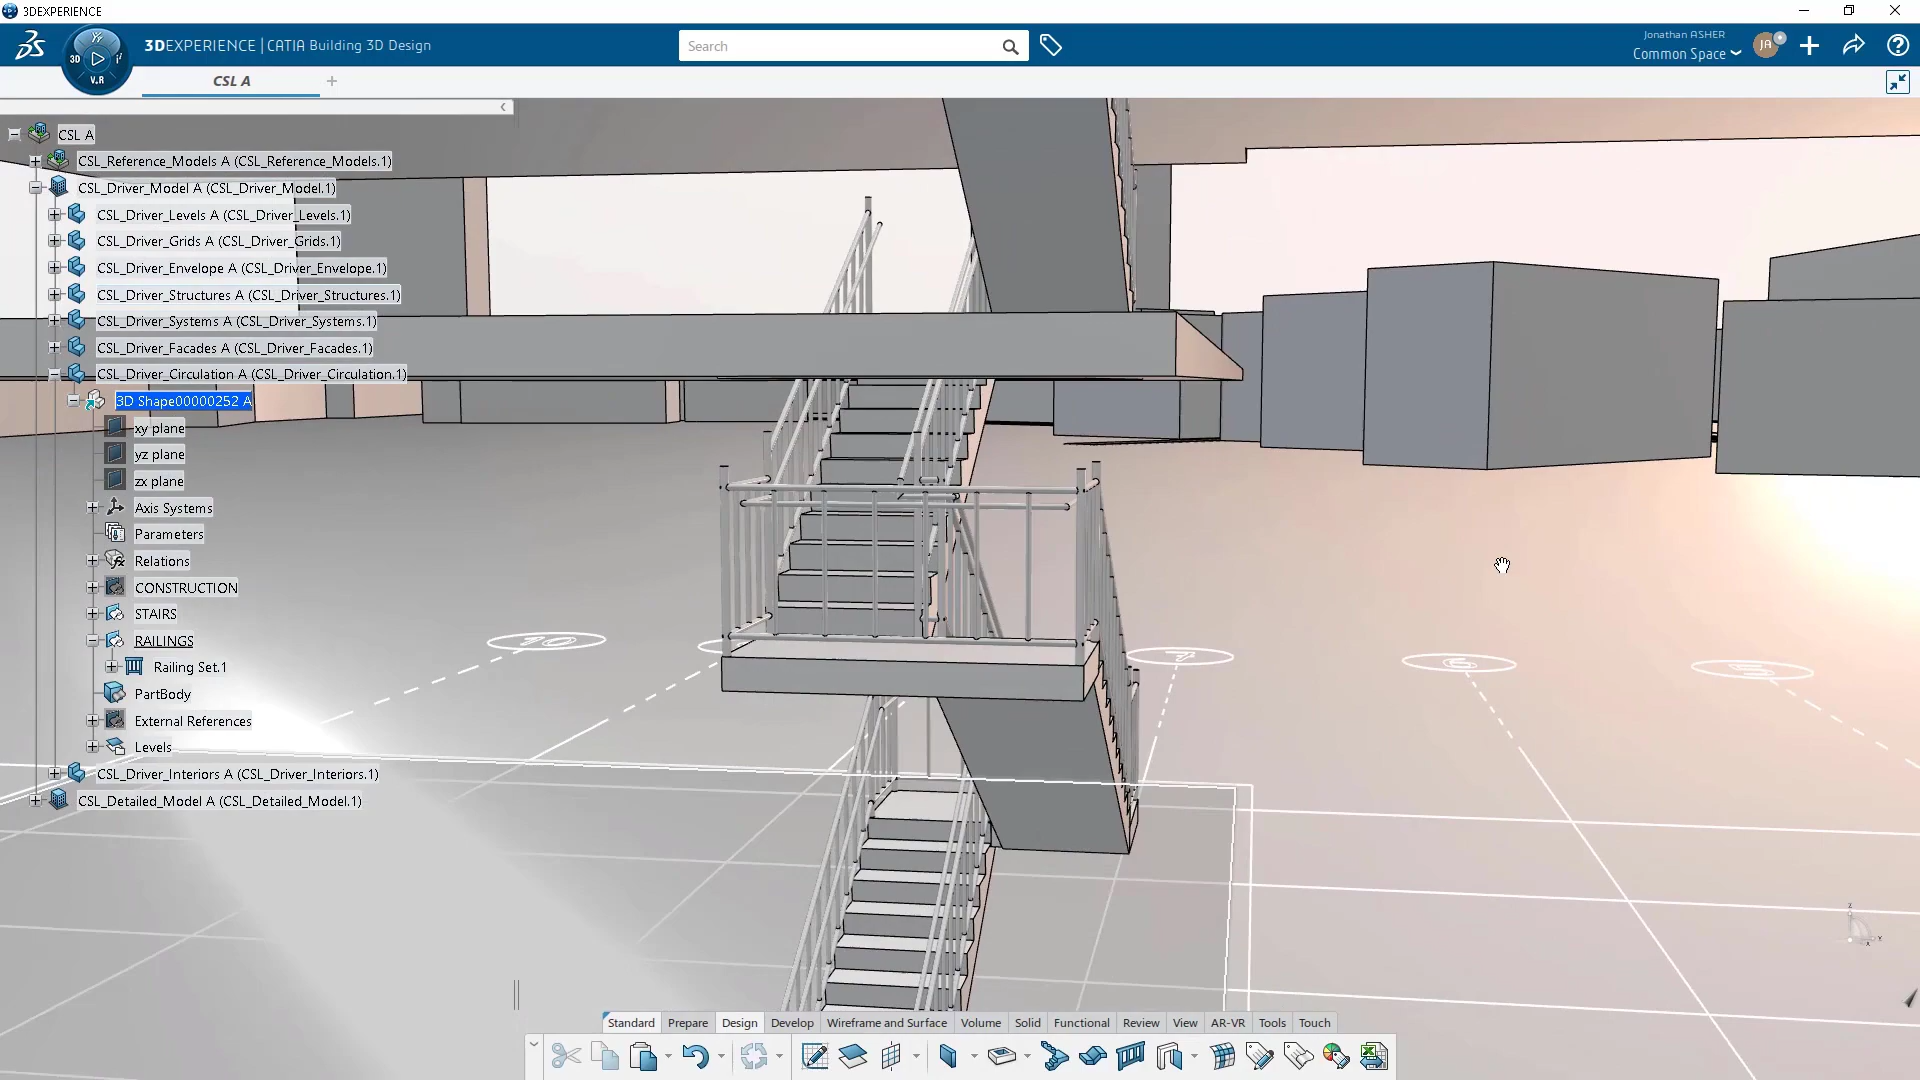 3DEXPERIENCE
3DEXPERIENCE | CATIA Building 3D Design
Search
Jonathan ASHER
Common Space
JA
3D
V.R
CSL A
CSL A
CSL_Reference_Models A (CSL_Reference_Models.1)
CSL_Driver_Model A (CSL_Driver_Model.1)
CSL_Driver_Levels A (CSL_Driver_Levels.1)
CSL_Driver_Grids A (CSL_Driver_Grids.1)
CSL_Driver_Envelope A (CSL_Driver_Envelope.1)
CSL_Driver_Structures A (CSL_Driver_Structures.1)
CSL_Driver_Systems A (CSL_Driver_Systems.1)
CSL_Driver_Facades A (CSL_Driver_Facades.1)
CSL_Driver_Circulation A (CSL_Driver_Circulation.1)
3D Shape00000252 A
xy plane
yz plane
zx plane
Axis Systems
Parameters
Relations
CONSTRUCTION
STAIRS
RAILINGS
Railing Set.1
PartBody
External References
Levels
CSL_Driver_Interiors A (CSL_Driver_Interiors.1)
CSL_Detailed_Model A (CSL_Detailed_Model.1)
Standard Prepare Design Develop Wireframe and Surface Volume Solid Functional Review View AR-VR Tools Touch